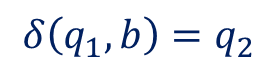 δ(q₁, b) = q₂